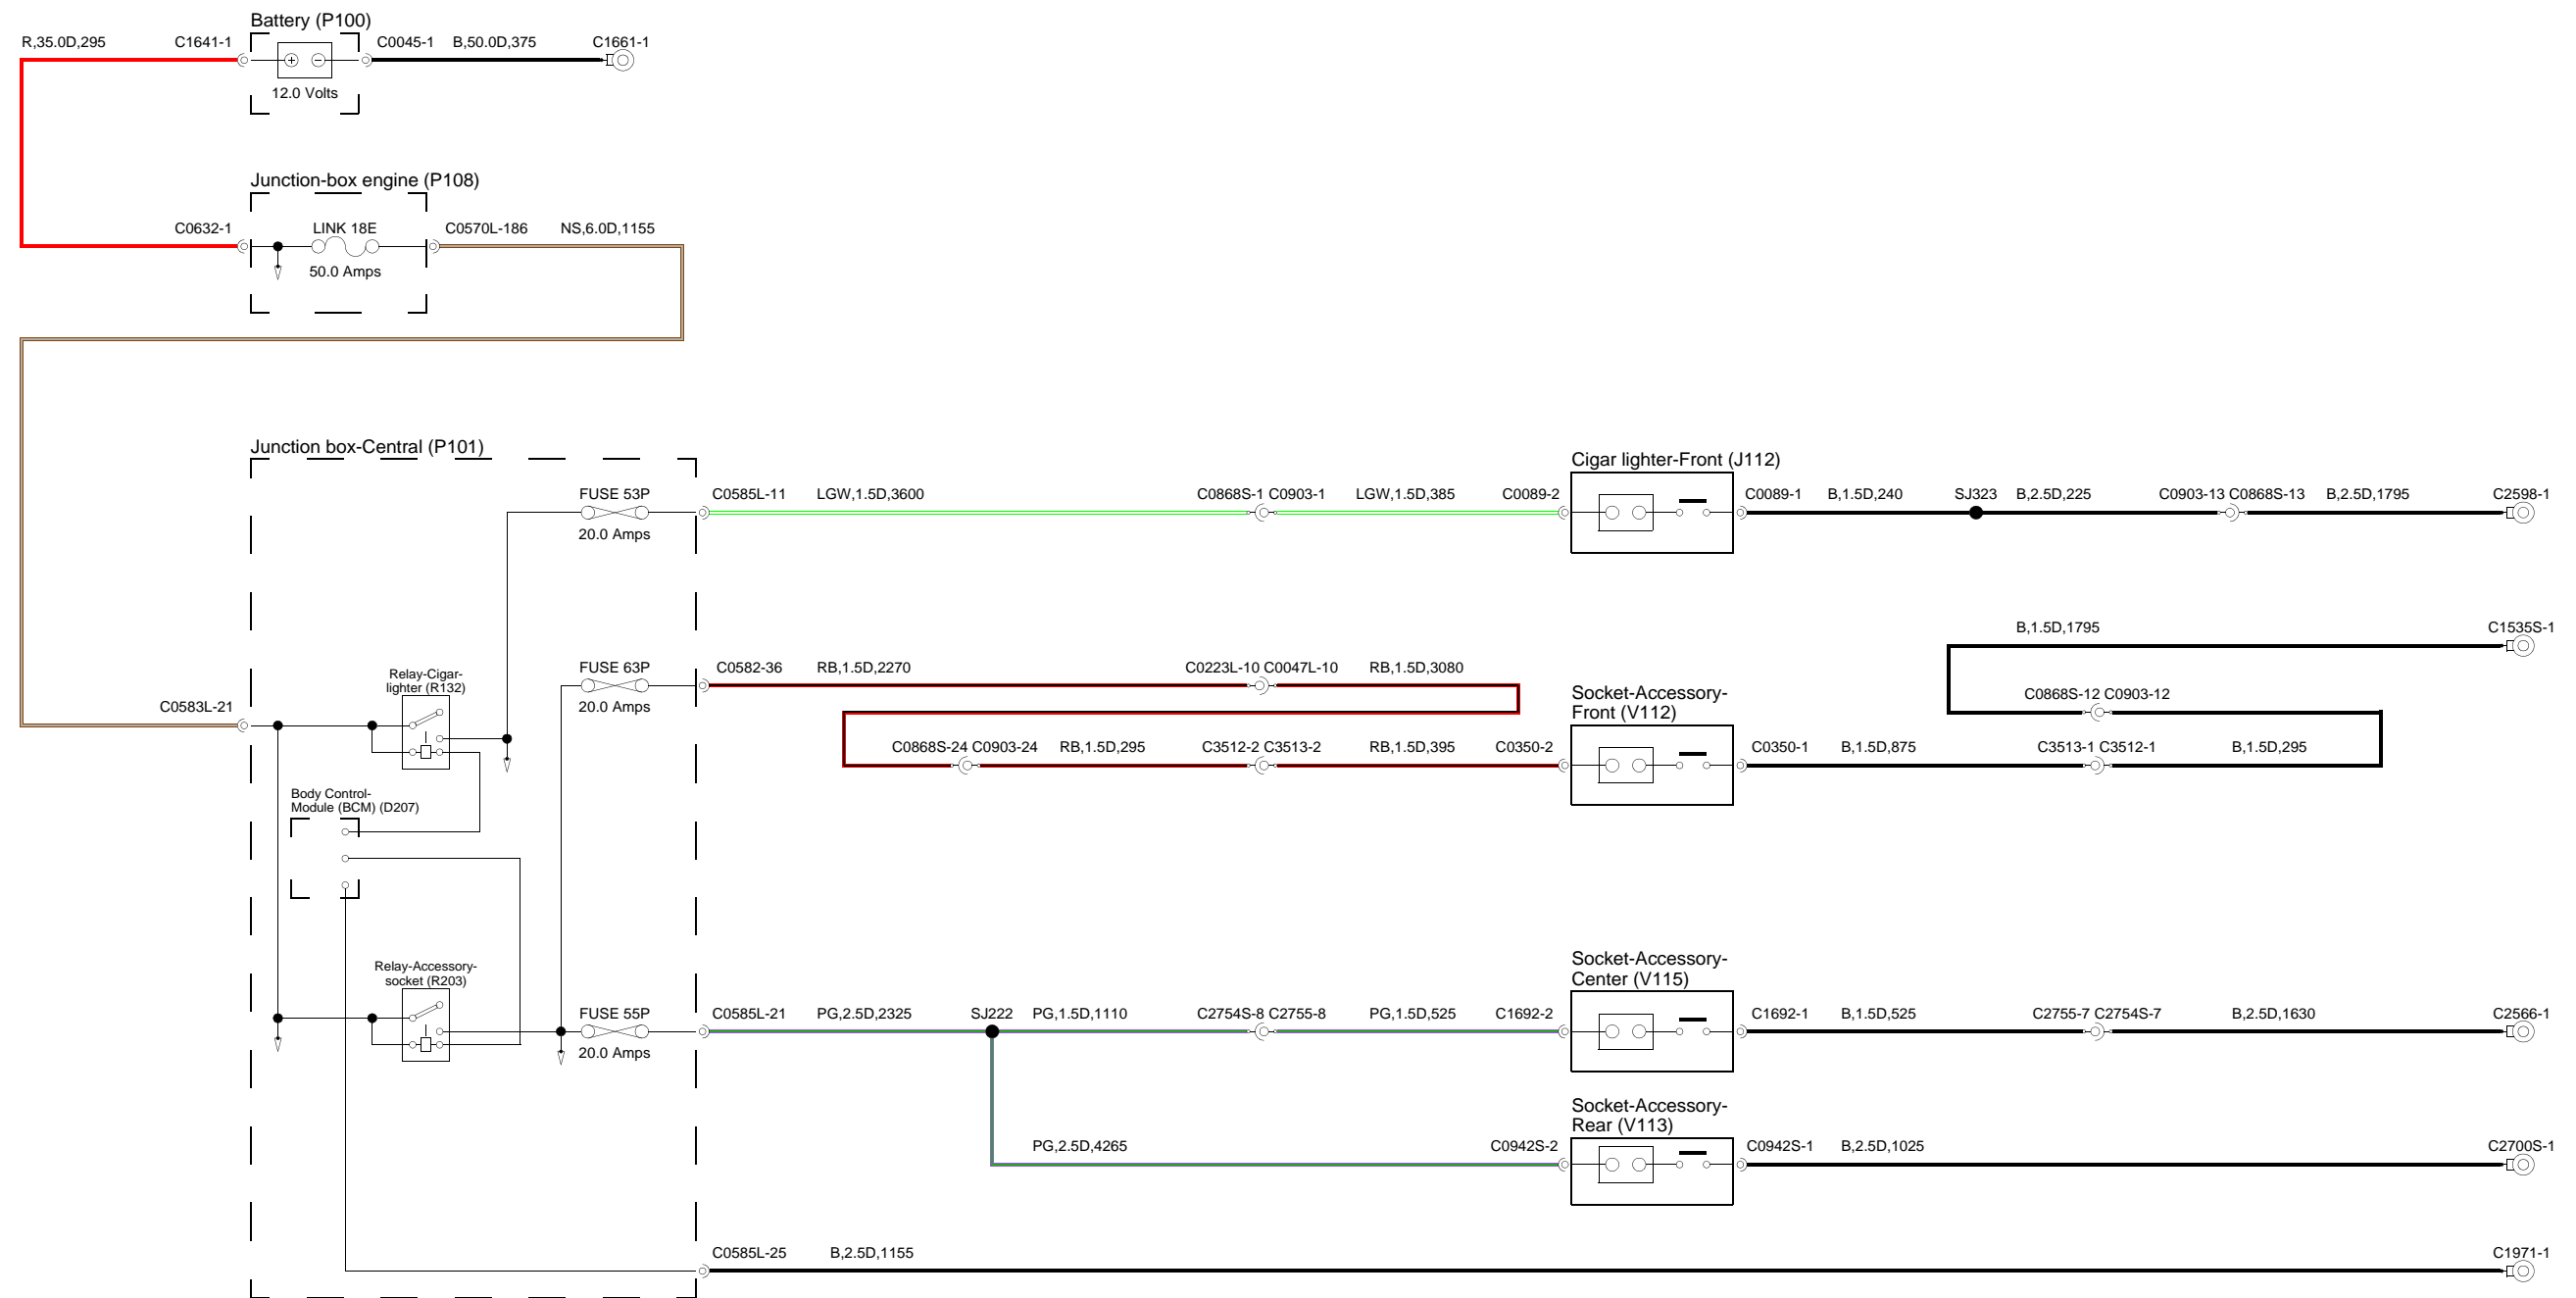 Battery (P100)
R,35.0D,295 C1641-1 C0045-1 B,50.0D,375 C1661-1
12.0 Volts
Junction-box engine (P108)
C0632-1 LINK 18E C0570L-186 NS,6.0D,1155
50.0 Amps
Junction box-Central (P101)
Cigar lighter-Front (J112)
FUSE 53P C0585L-11 LGW,1.5D,3600 C0868S-1 C0903-1 LGW,1.5D,385 C0089-2 C0089-1 B,1.5D,240 SJ323 B,2.5D,225 C0903-13 C0868S-13 B,2.5D,1795 C2598-1
20.0 Amps
B,1.5D,1795 C1535S-1
FUSE 63P C0582-36 RB,1.5D,2270 C0223L-10 C0047L-10 RB,1.5D,3080
20.0 Amps
Relay-Cigar-
lighter (R132)
Socket-Accessory-
Front (V112)
C0868S-12 C0903-12
C0583L-21
C0868S-24 C0903-24 RB,1.5D,295 C3512-2 C3513-2 RB,1.5D,395 C0350-2 C0350-1 B,1.5D,875 C3513-1 C3512-1 B,1.5D,295
Body Control-
Module (BCM) (D207)
Relay-Accessory-
socket (R203)
Socket-Accessory-
Center (V115)
FUSE 55P C0585L-21 PG,2.5D,2325 SJ222 PG,1.5D,1110 C2754S-8 C2755-8 PG,1.5D,525 C1692-2 C1692-1 B,1.5D,525 C2755-7 C2754S-7 B,2.5D,1630 C2566-1
20.0 Amps
Socket-Accessory-
Rear (V113)
PG,2.5D,4265 C0942S-2 C0942S-1 B,2.5D,1025 C2700S-1
C0585L-25 B,2.5D,1155 C1971-1